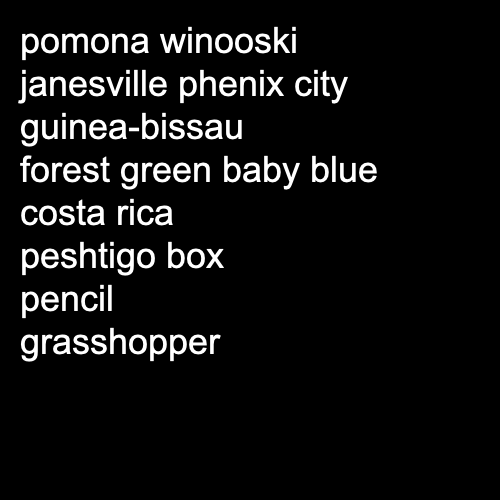 pomona winooski
janesville phenix city
guinea-bissau
forest green baby blue
costa rica
peshtigo box
pencil
grasshopper